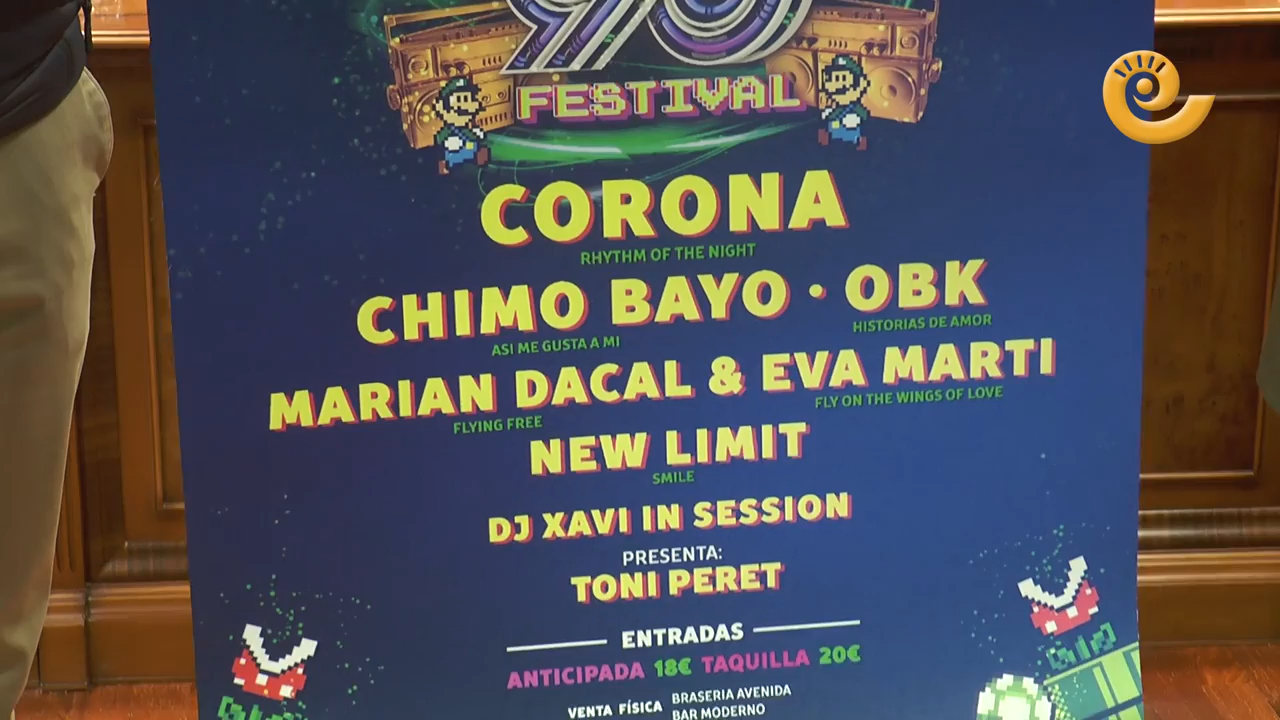 90
FESTIVAL
CORONA
RHYTHM OF THE NIGHT
CHIMO BAYO · OBK
ASI ME GUSTA A MI HISTORIAS DE AMOR
MARIAN DACAL & EVA MARTI
FLYING FREE FLY ON THE WINGS OF LOVE
NEW LIMIT
SMILE
DJ XAVI IN SESSION
PRESENTA:
TONI PERET
ENTRADAS
ANTICIPADA 18€ TAQUILLA 20€
VENTA FÍSICA BRASERIA AVENIDA
BAR MODERNO